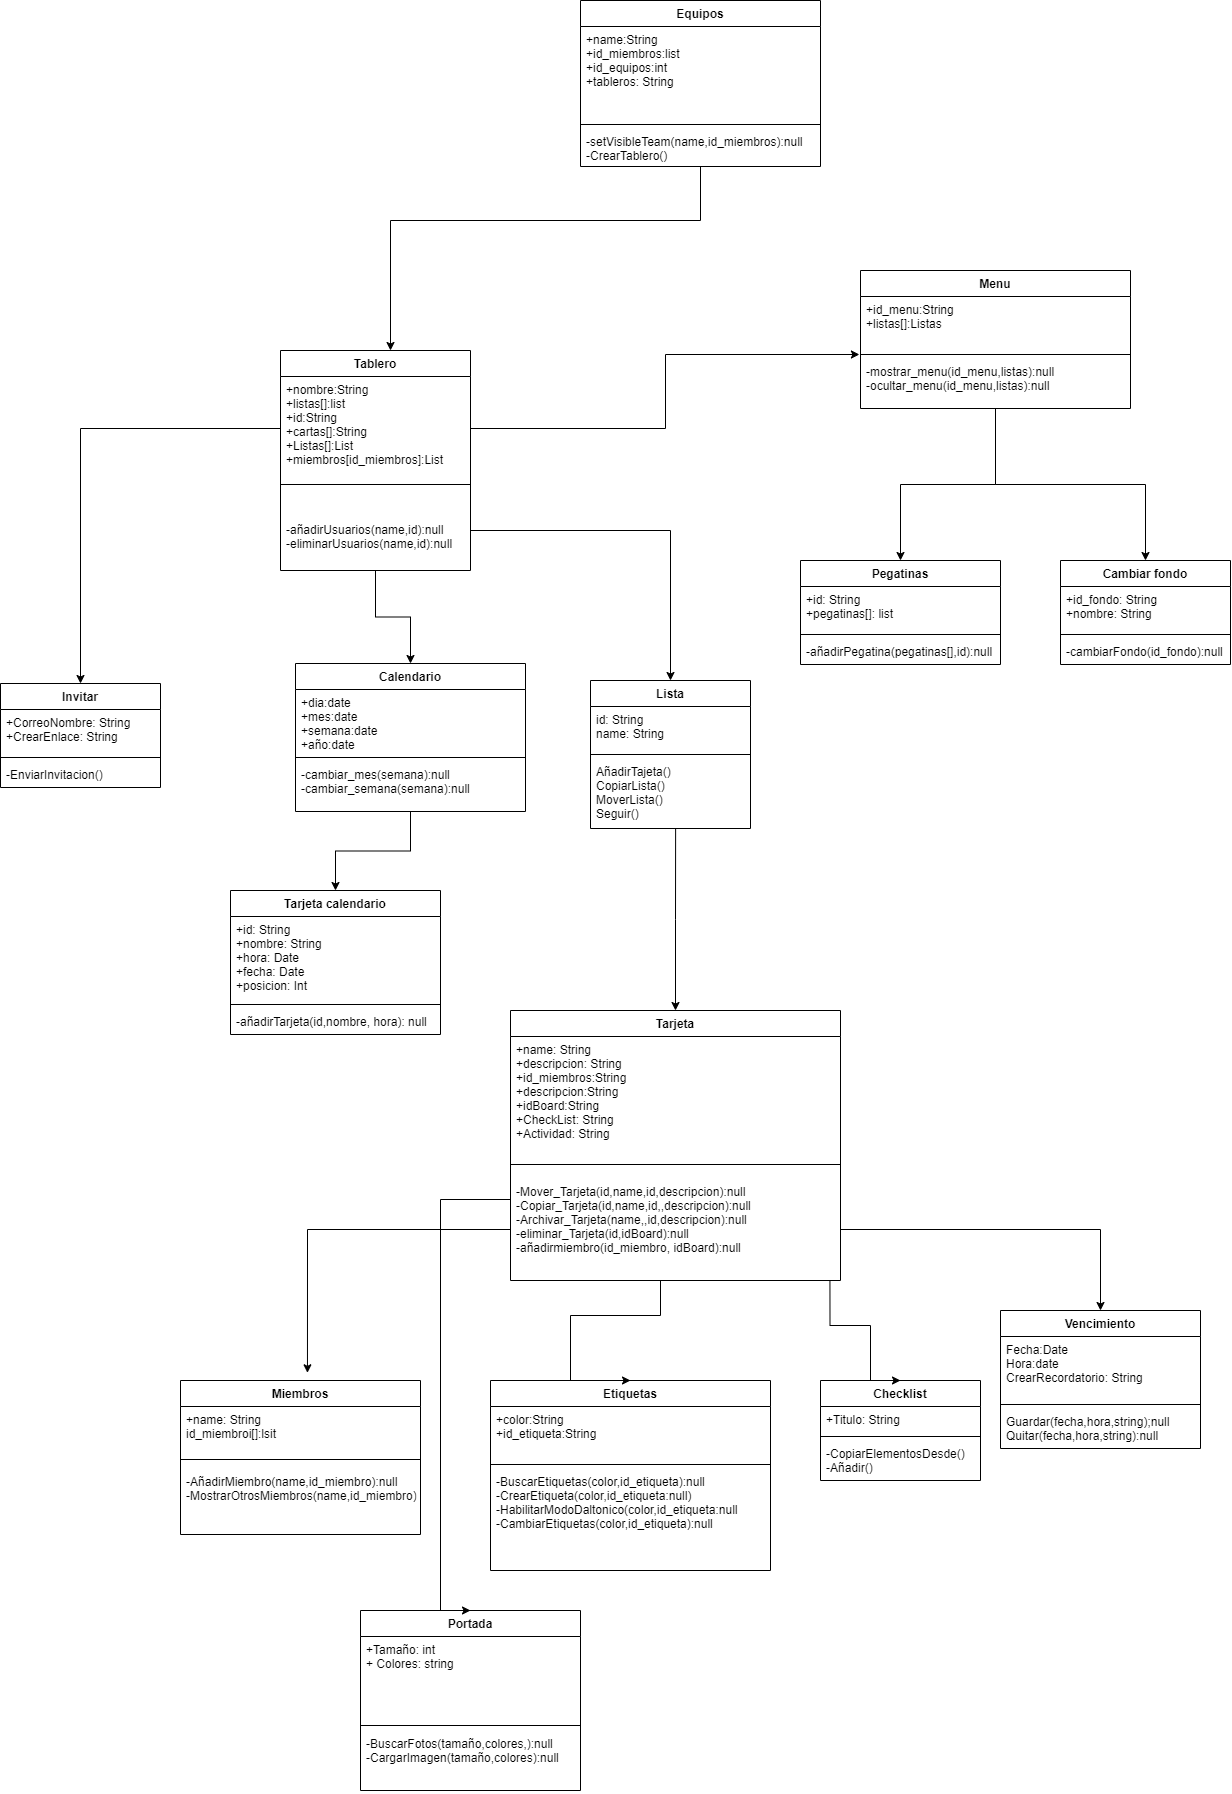 Equipos
+name:String
+id_miembros:list
+id_equipos:int
+tableros: String
-setVisibleTeam(name,id_miembros):null
-CrearTablero()
Menu
+id_menu:String
+listas[]:Listas
-mostrar_menu(id_menu,listas):null
-ocultar_menu(id_menu,listas):null
Tablero
+nombre:String
+listas[]:list
+id:String
+cartas[]:String
+Listas[]:List
+miembros[id_miembros]:List
-añadirUsuarios(name,id):null
-eliminarUsuarios(name,id):null
Pegatinas
+id: String
+pegatinas[]: list
-añadirPegatina(pegatinas[],id):null
Cambiar fondo
+id_fondo: String
+nombre: String
-cambiarFondo(id_fondo):null
Invitar
+CorreoNombre: String
+CrearEnlace: String
-EnviarInvitacion()
Calendario
+dia:date
+mes:date
+semana:date
+año:date
-cambiar_mes(semana):null
-cambiar_semana(semana):null
Lista
id: String
name: String
AñadirTajeta()
CopiarLista()
MoverLista()
Seguir()
Tarjeta calendario
+id: String
+nombre: String
+hora: Date
+fecha: Date
+posicion: Int
-añadirTarjeta(id,nombre, hora): null
Tarjeta
+name: String
+descripcion: String
+id_miembros:String
+descripcion:String
+idBoard:String
+CheckList: String
+Actividad: String
-Mover_Tarjeta(id,name,id,descripcion):null
-Copiar_Tarjeta(id,name,id,,descripcion):null
-Archivar_Tarjeta(name,,id,descripcion):null
-eliminar_Tarjeta(id,idBoard):null
-añadirmiembro(id_miembro, idBoard):null
Miembros
+name: String
id_miembroi[]:lsit
-AñadirMiembro(name,id_miembro):null
-MostrarOtrosMiembros(name,id_miembro)
Etiquetas
+color:String
+id_etiqueta:String
-BuscarEtiquetas(color,id_etiqueta):null
-CrearEtiqueta(color,id_etiqueta:null)
-HabilitarModoDaltonico(color,id_etiqueta:null
-CambiarEtiquetas(color,id_etiqueta):null
Checklist
+Titulo: String
-CopiarElementosDesde()
-Añadir()
Vencimiento
Fecha:Date
Hora:date
CrearRecordatorio: String
Guardar(fecha,hora,string);null
Quitar(fecha,hora,string):null
Portada
+Tamaño: int
+ Colores: string
-BuscarFotos(tamaño,colores,):null
-CargarImagen(tamaño,colores):null